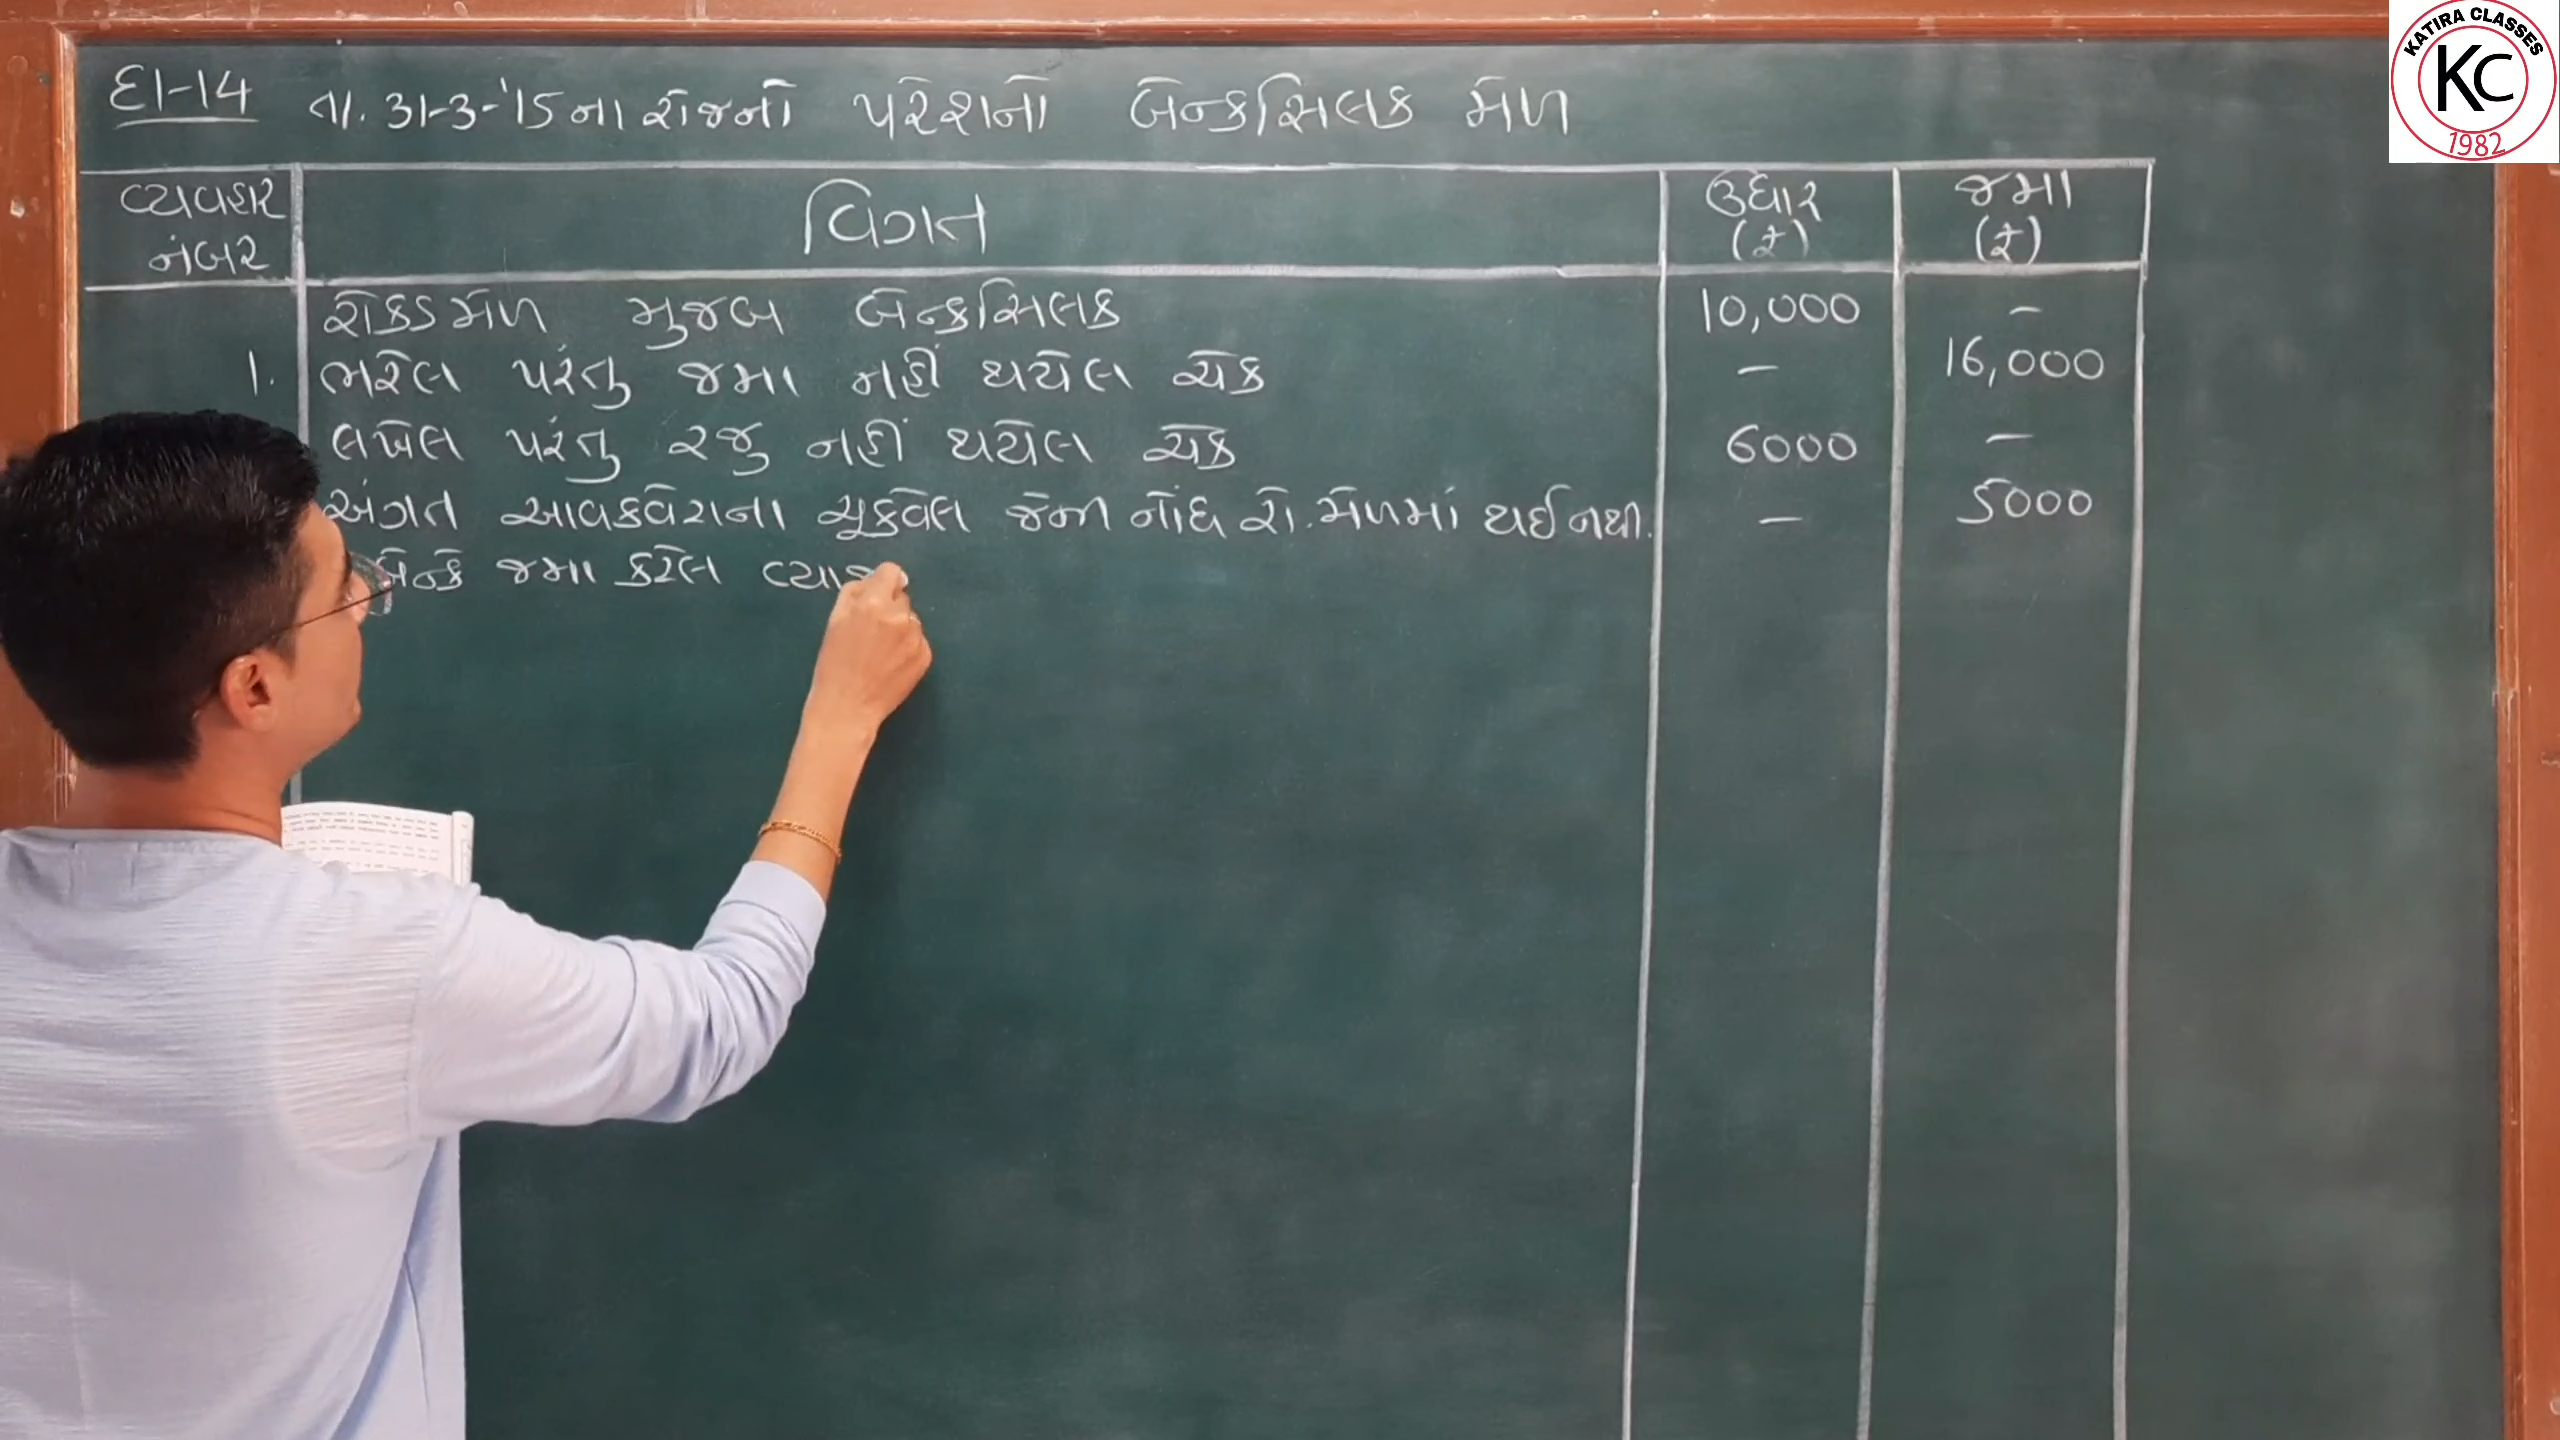 દા-14 તા. 31-3-'15ના રોજનો પરેશનો બૅન્કસિલક મેળ
વ્યવહાર નંબર વિગત ઉધાર (₹) જમા (₹)
રોકડમેળ મુજબ બૅન્કસિલક 10,000 –
1. ભરેલ પરંતુ જમા નહીં થયેલ ચેક – 16,000
લખેલ પરંતુ રજુ નહીં થયેલ ચેક 6000 –
અંગત આવકવેરાના ચૂકવેલ જેની નોંધ રો. મેળમાં થઈ નથી. – 5000
બૅન્કે જમા કરેલ વ્યાજ
KATIRA CLASSES
KC
1982